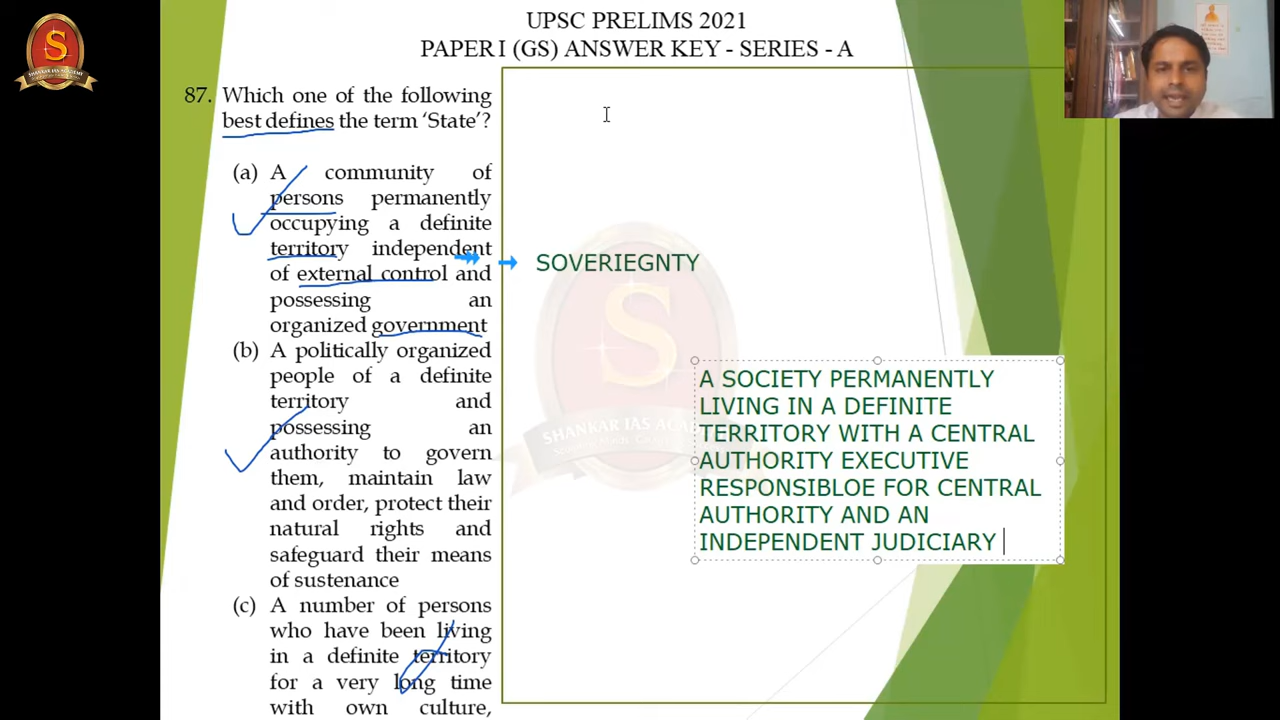 UPSC PRELIMS 2021
PAPER I (GS) ANSWER KEY - SERIES - A
S
SHANKAR IAS ACADEMY
87. Which one of the following
best defines the term ‘State’?
(a) A community of
persons permanently
occupying a definite
territory independent
of external control and
possessing an
organized government
(b) A politically organized
people of a definite
territory and
possessing an
authority to govern
them, maintain law
and order, protect their
natural rights and
safeguard their means
of sustenance
(c) A number of persons
who have been living
in a definite territory
for a very long time
with own culture,
SOVERIEGNTY
S
SHANKAR IAS
A SOCIETY PERMANENTLY
LIVING IN A DEFINITE
TERRITORY WITH A CENTRAL
AUTHORITY EXECUTIVE
RESPONSIBLOE FOR CENTRAL
AUTHORITY AND AN
INDEPENDENT JUDICIARY